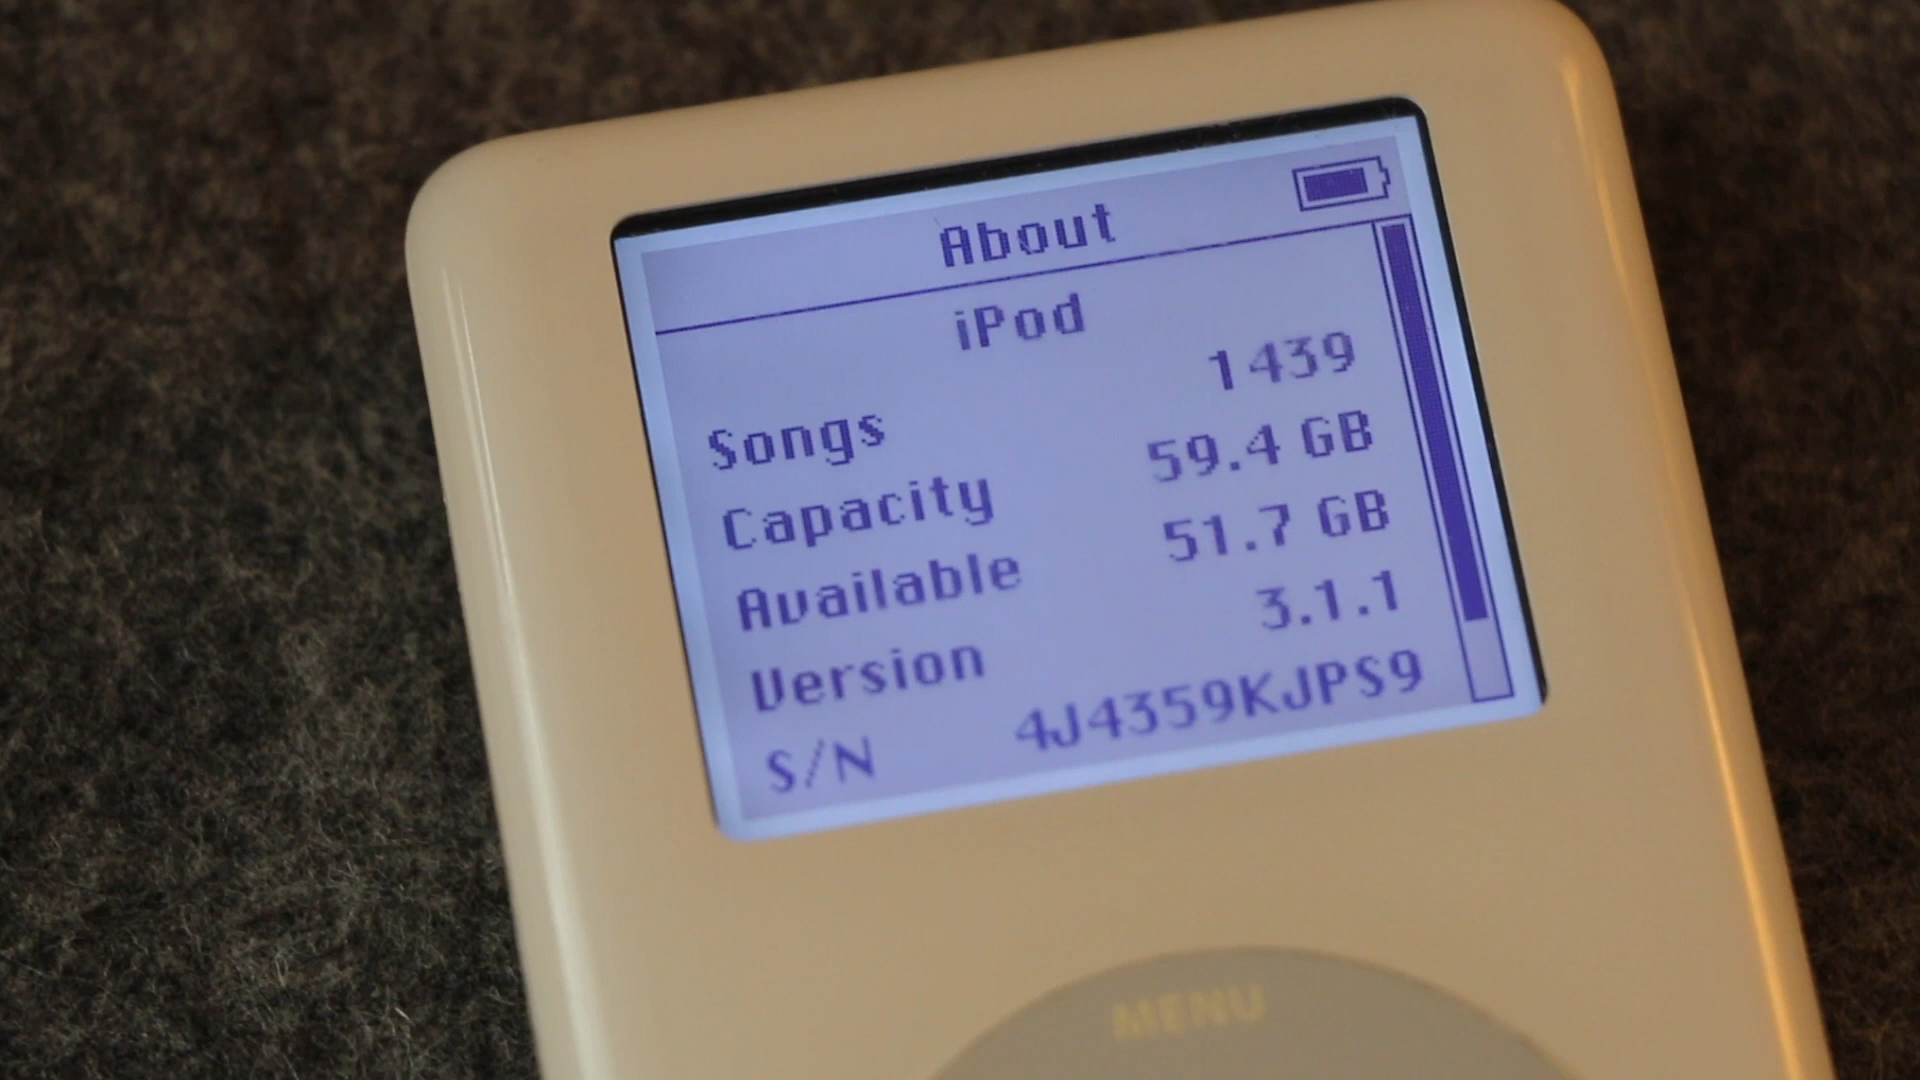 About
iPod
Songs 1439
Capacity 59.4 GB
Available 51.7 GB
Version 3.1.1
S/N 4J4359KJPS9
MENU